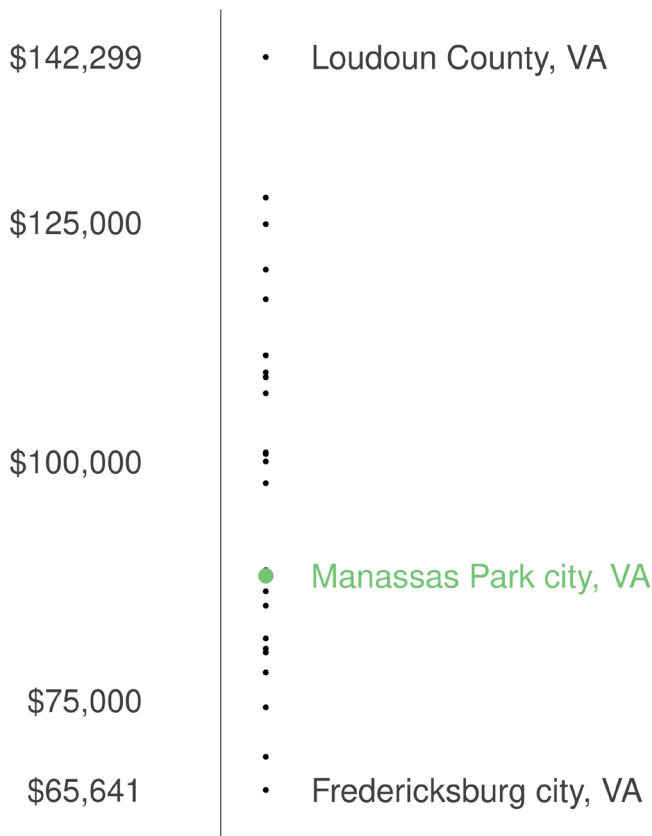 $142,299 Loudoun County, VA
$125,000
$100,000
Manassas Park city, VA
$75,000
$65,641 Fredericksburg city, VA